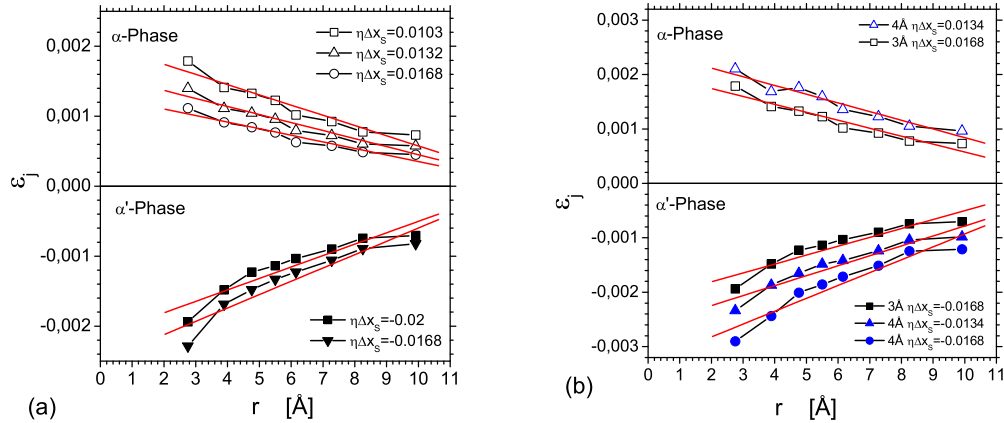 α-Phase
ηΔx_S=0.0103
ηΔx_S=0.0132
ηΔx_S=0.0168
0,002
0,001
0,000
-0,001
-0,002
ε_j
α'-Phase
ηΔx_S=-0.02
ηΔx_S=-0.0168
0 1 2 3 4 5 6 7 8 9 10 11
r [Å]
(a)
α-Phase
4Å ηΔx_S=0.0134
3Å ηΔx_S=0.0168
0,003
0,002
0,001
0,000
-0,001
-0,002
-0,003
ε_j
α'-Phase
3Å ηΔx_S=-0.0168
4Å ηΔx_S=-0.0134
4Å ηΔx_S=-0.0168
0 1 2 3 4 5 6 7 8 9 10 11
r [Å]
(b)